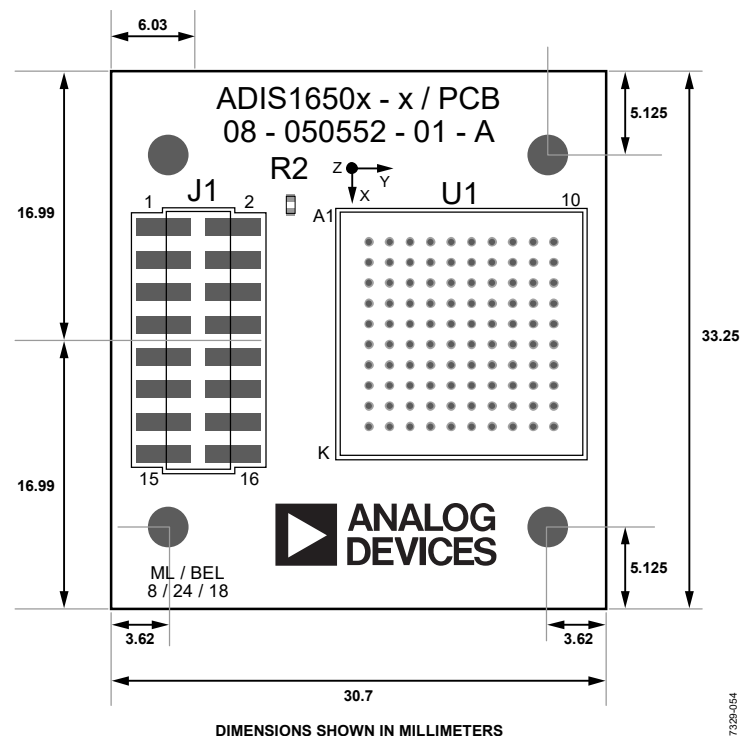 6.03
ADIS1650x - x / PCB
08 - 050552 - 01 - A
5.125
R2
Z
Y
X
J1
U1
1
2
A1
10
16.99
33.25
K
15
16
16.99
ANALOG
DEVICES
ML / BEL
8 / 24 / 18
5.125
3.62
3.62
30.7
DIMENSIONS SHOWN IN MILLIMETERS
7329-054